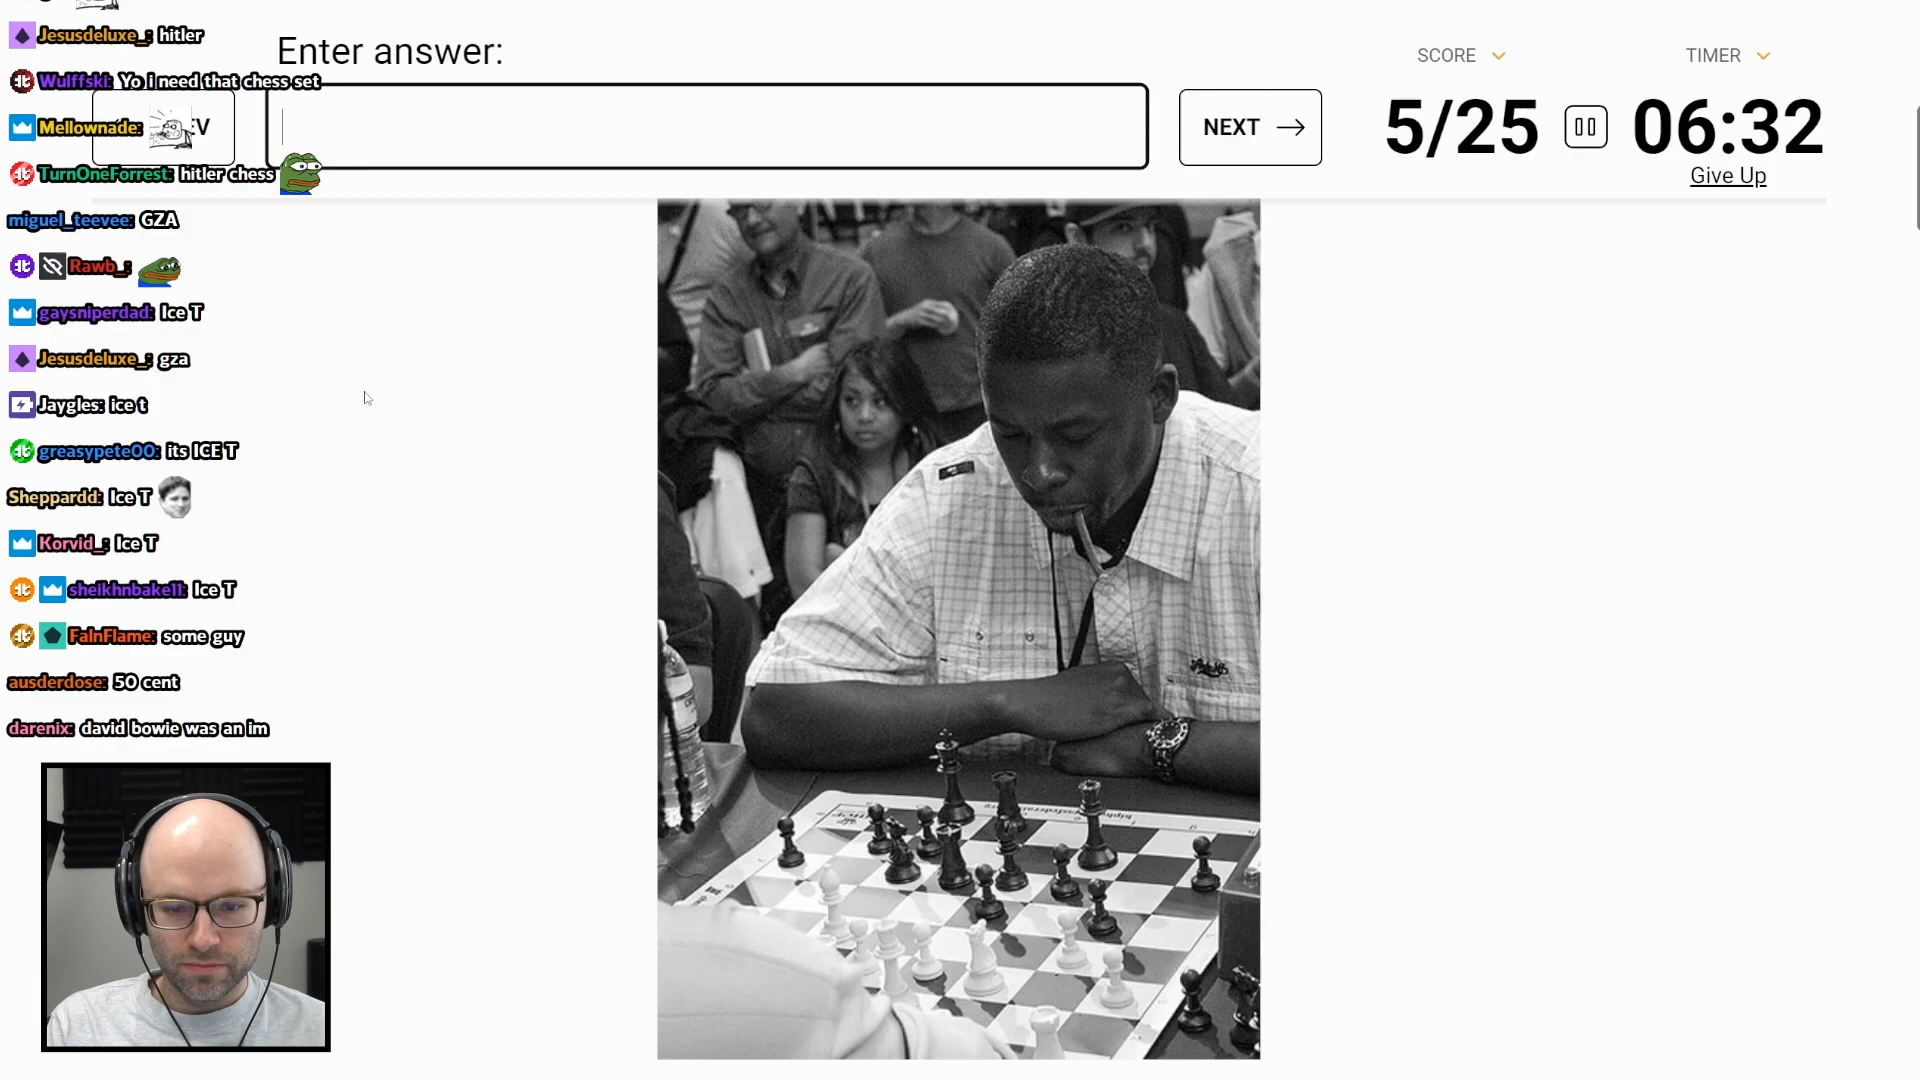 Jesusdeluxe_: hitler
Enter answer:
SCORE
TIMER
Wulffski: Yo i need that chess set
Mellownade:
EV
NEXT
5/25
06:32
TurnOneForrest: hitler chess
Give Up
miguel_teevee: GZA
Rawb_:
gaysniperdad: Ice T
Jesusdeluxe_: gza
Jaygles: ice t
greasypete00: its ICE T
Sheppardd: Ice T
Korvid_: Ice T
sheikhnbake11: Ice T
FalnFlame: some guy
ausderdose: 50 cent
darenix: david bowie was an im